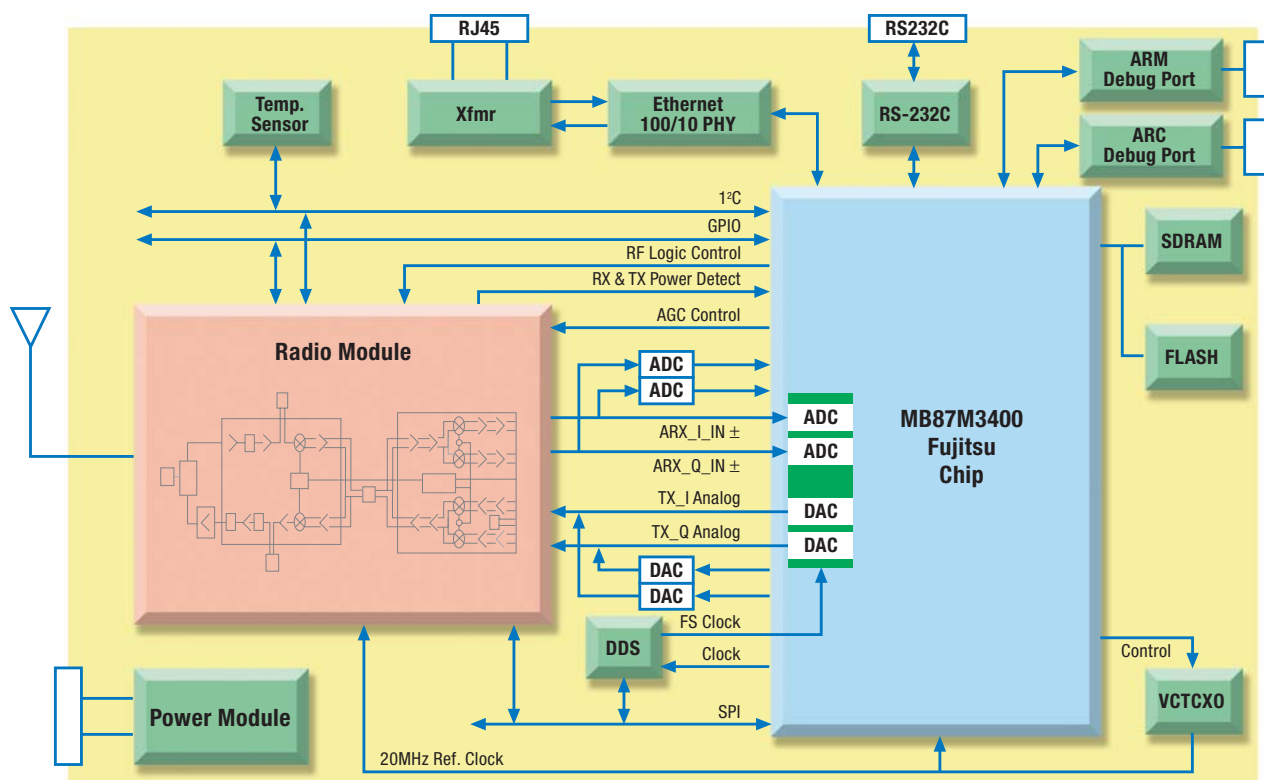 RJ45
RS232C
Temp.
Sensor
Xfmr
Ethernet
100/10 PHY
RS-232C
ARM
Debug Port
ARC
Debug Port
1²C
GPIO
RF Logic Control
RX & TX Power Detect
AGC Control
SDRAM
FLASH
Radio Module
ADC
ADC
ADC
ARX_I_IN ±
ADC
ARX_Q_IN ±
MB87M3400
Fujitsu
Chip
TX_I Analog
DAC
TX_Q Analog
DAC
DAC
DAC
FS Clock
DDS
Clock
Control
VCTCXO
Power Module
SPI
20MHz Ref. Clock